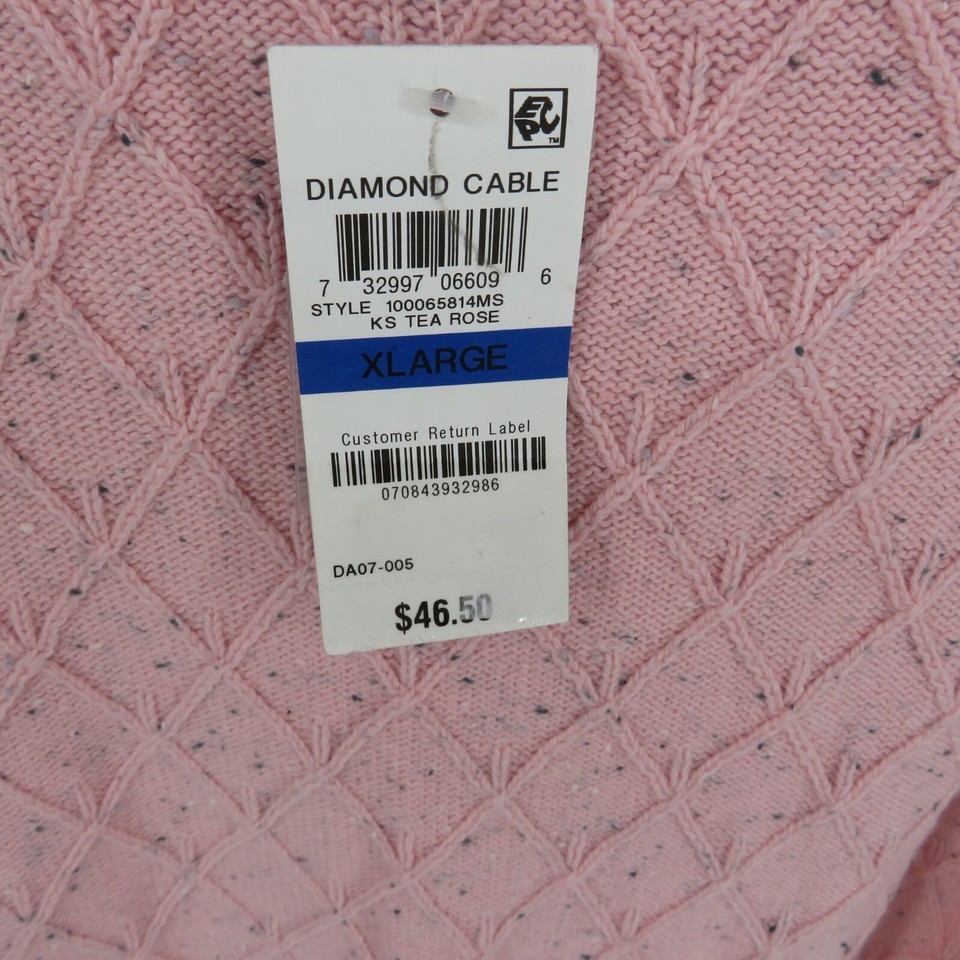 EPC
TM
DIAMOND CABLE
7 32997 06609 6
STYLE 100065814MS
KS TEA ROSE
XLARGE
Customer Return Label
070843932986
DA07-005
$46.50